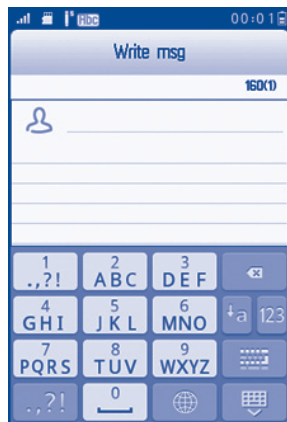 Abc 00:01
Write msg
160(1)
1 2 3
.,?! ABC DEF
4 5 6
GHI JKL MNO a 123
7 8 9
PQRS TUV WXYZ
.,?! 0